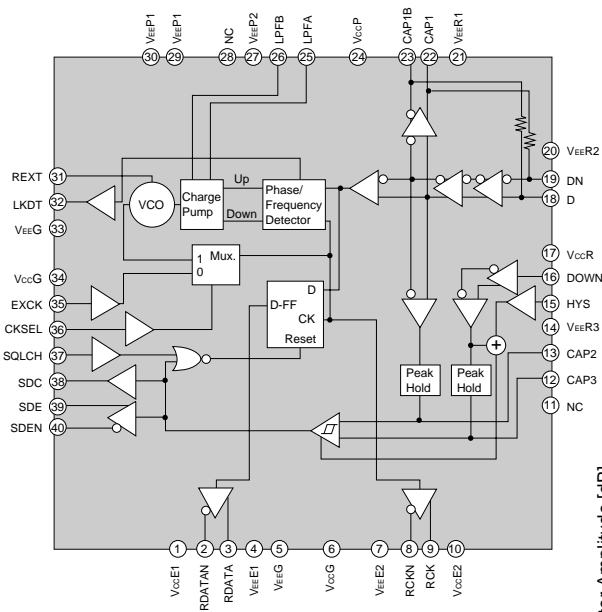 VEEP1
VEEP1
NC
VEEP2
LPFB
LPFA
VCCP
CAP1B
CAP1
VEER1
30
29
28
27
26
25
24
23
22
21
REXT
31
LKDT
32
VEEG
33
VCCG
34
EXCK
35
CKSEL
36
SQLCH
37
SDC
38
SDE
39
SDEN
40
VCO
Charge
Pump
Up
Down
Phase/
Frequency
Detector
1
0
Mux.
D
D-FF
CK
Reset
Peak
Hold
Peak
Hold
+
20
VEER2
19
DN
18
D
17
VCCR
16
DOWN
15
HYS
14
VEER3
13
CAP2
12
CAP3
11
NC
1
2
3
4
5
6
7
8
9
10
VCCE1
RDATAN
RDATA
VEEE1
VEEG
VCCG
VEEE2
RCKN
RCK
VCCE2
Amplitude [dB]